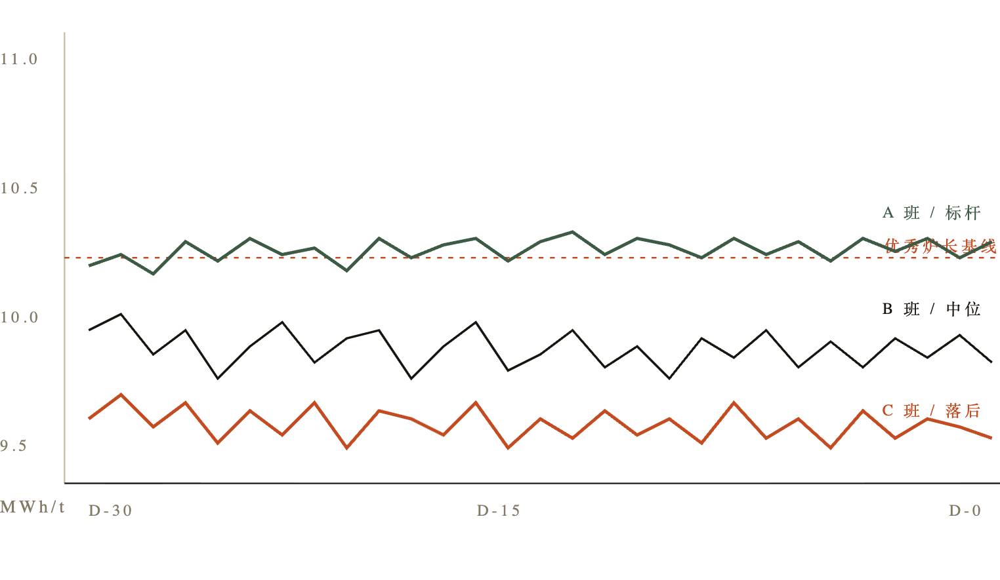 11.0
10.5
A 班 / 标杆
优秀炉长基线
10.0
B 班 / 中位
C 班 / 落后
9.5
MWh/t
D-30
D-15
D-0